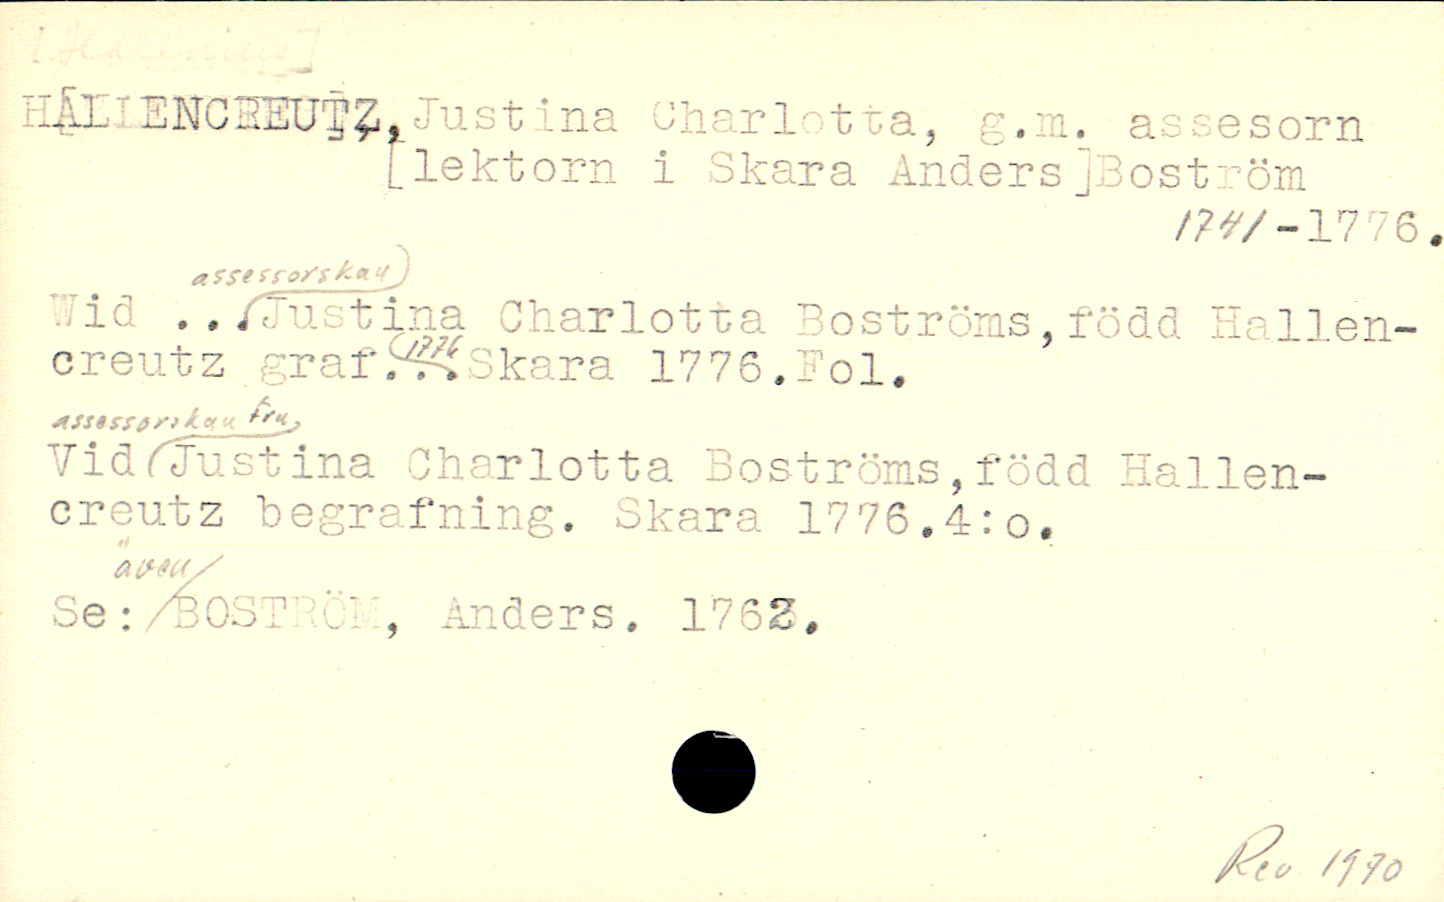 HALLENCREUTZ, Justina Charlotta, g.m. assesorn
[lektorn i Skara Anders]Boström
1741-1776.
assessorskan
Wid ...Justina Charlotta Boströms,född Hallen-
1776
creutz graf...Skara 1776.Fol.
assessorskan Fru,
Vid Justina Charlotta Boströms,född Hallen-
creutz begrafning. Skara 1776.4:o.
även
Se: BOSTRÖM, Anders. 1763.
Rev 1970